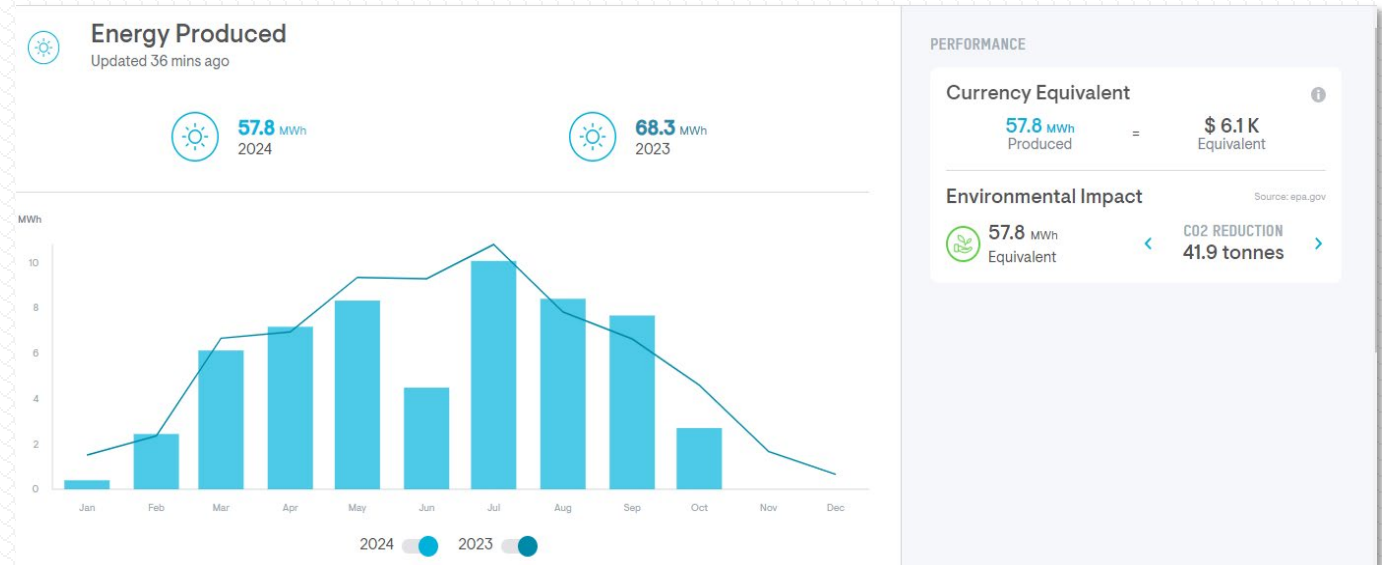 Energy Produced
Updated 36 mins ago
57.8 MWh
2024
68.3 MWh
2023
MWh
10
8
6
4
2
0
Jan Feb Mar Apr May Jun Jul Aug Sep Oct Nov Dec
2024 2023
PERFORMANCE
Currency Equivalent
57.8 MWh = $ 6.1 K
Produced Equivalent
Environmental Impact Source: epa.gov
57.8 MWh
Equivalent
CO2 REDUCTION
41.9 tonnes